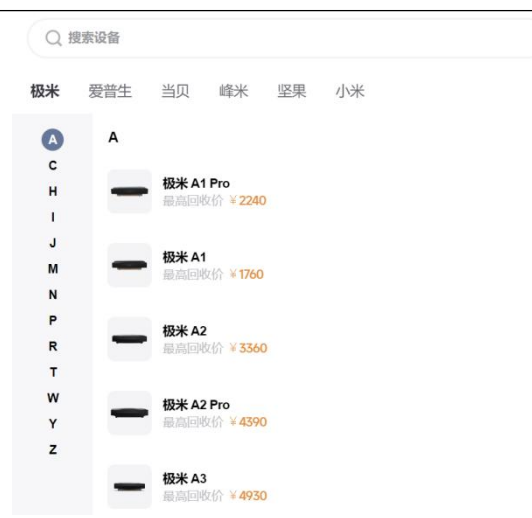 搜索设备
极米 爱普生 当贝 峰米 坚果 小米
A
C
H
I
J
M
N
P
R
T
W
Y
Z
A
极米 A1 Pro
最高回收价 ¥2240
极米 A1
最高回收价 ¥1760
极米 A2
最高回收价 ¥3360
极米 A2 Pro
最高回收价 ¥4390
极米 A3
最高回收价 ¥4930